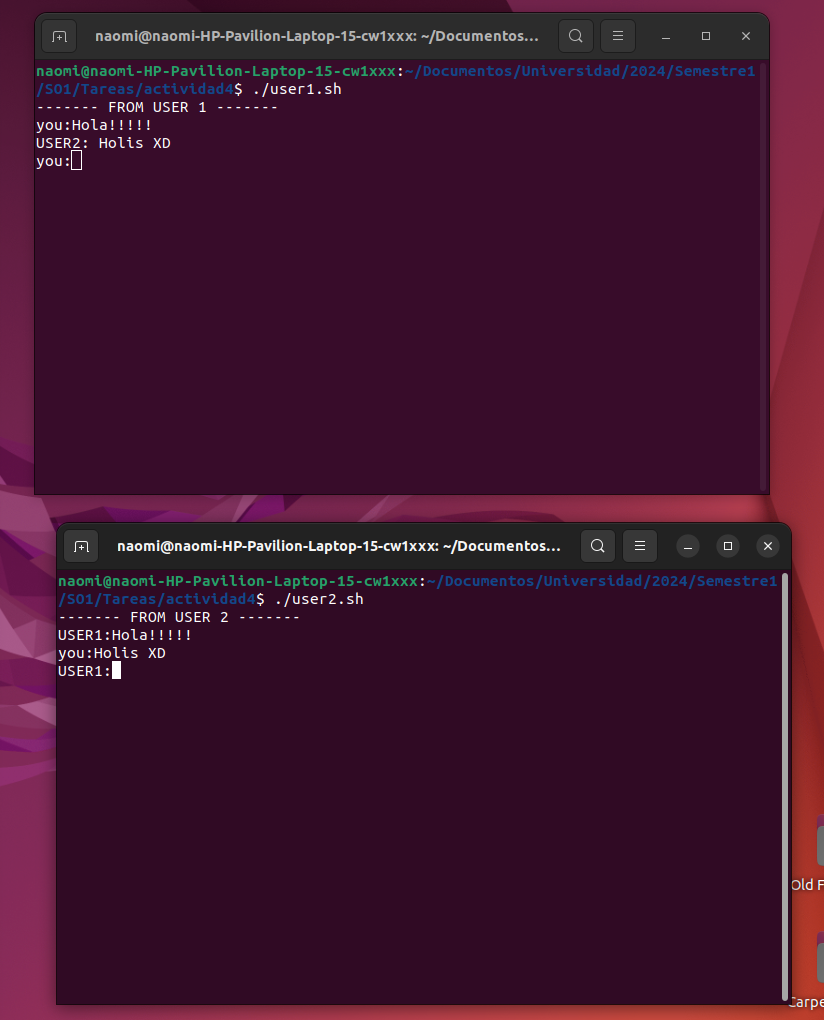 naomi@naomi-HP-Pavilion-Laptop-15-cw1xxx: ~/Documentos...
naomi@naomi-HP-Pavilion-Laptop-15-cw1xxx:~/Documentos/Universidad/2024/Semestre1
/SO1/Tareas/actividad4$ ./user1.sh
------- FROM USER 1 -------
you:Hola!!!!!
USER2: Holis XD
you:
naomi@naomi-HP-Pavilion-Laptop-15-cw1xxx: ~/Documentos...
naomi@naomi-HP-Pavilion-Laptop-15-cw1xxx:~/Documentos/Universidad/2024/Semestre1
/SO1/Tareas/actividad4$ ./user2.sh
------- FROM USER 2 -------
USER1:Hola!!!!!
you:Holis XD
USER1:
Old F
Carpe